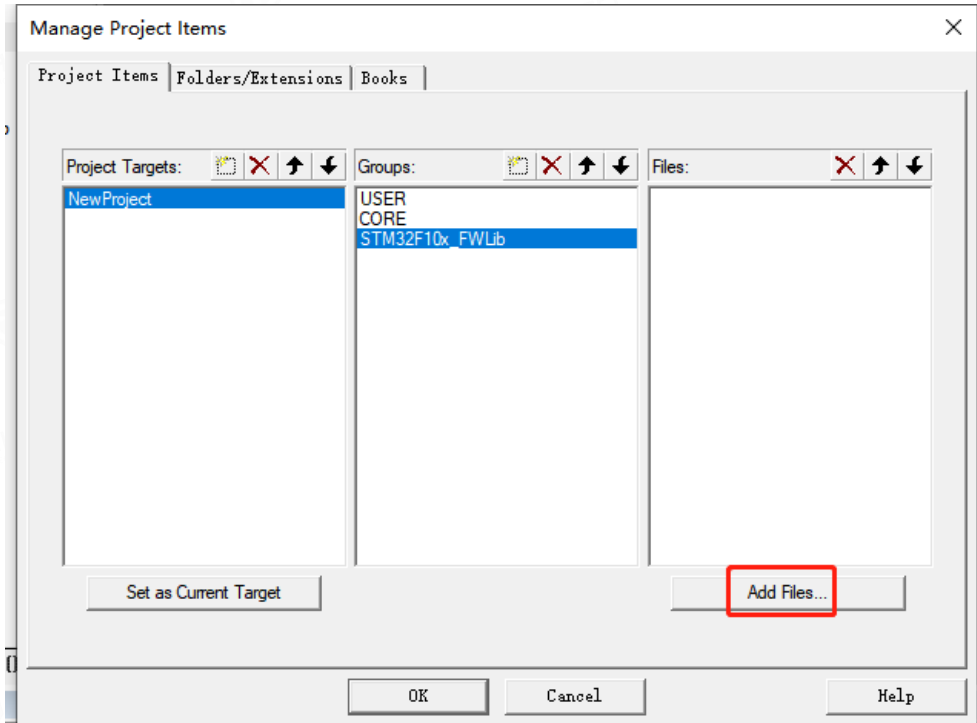 Manage Project Items
Project Items Folders/Extensions Books
Project Targets: Groups: Files:
NewProject
USER
CORE
STM32F10x_FWLib
Set as Current Target Add Files...
OK Cancel Help